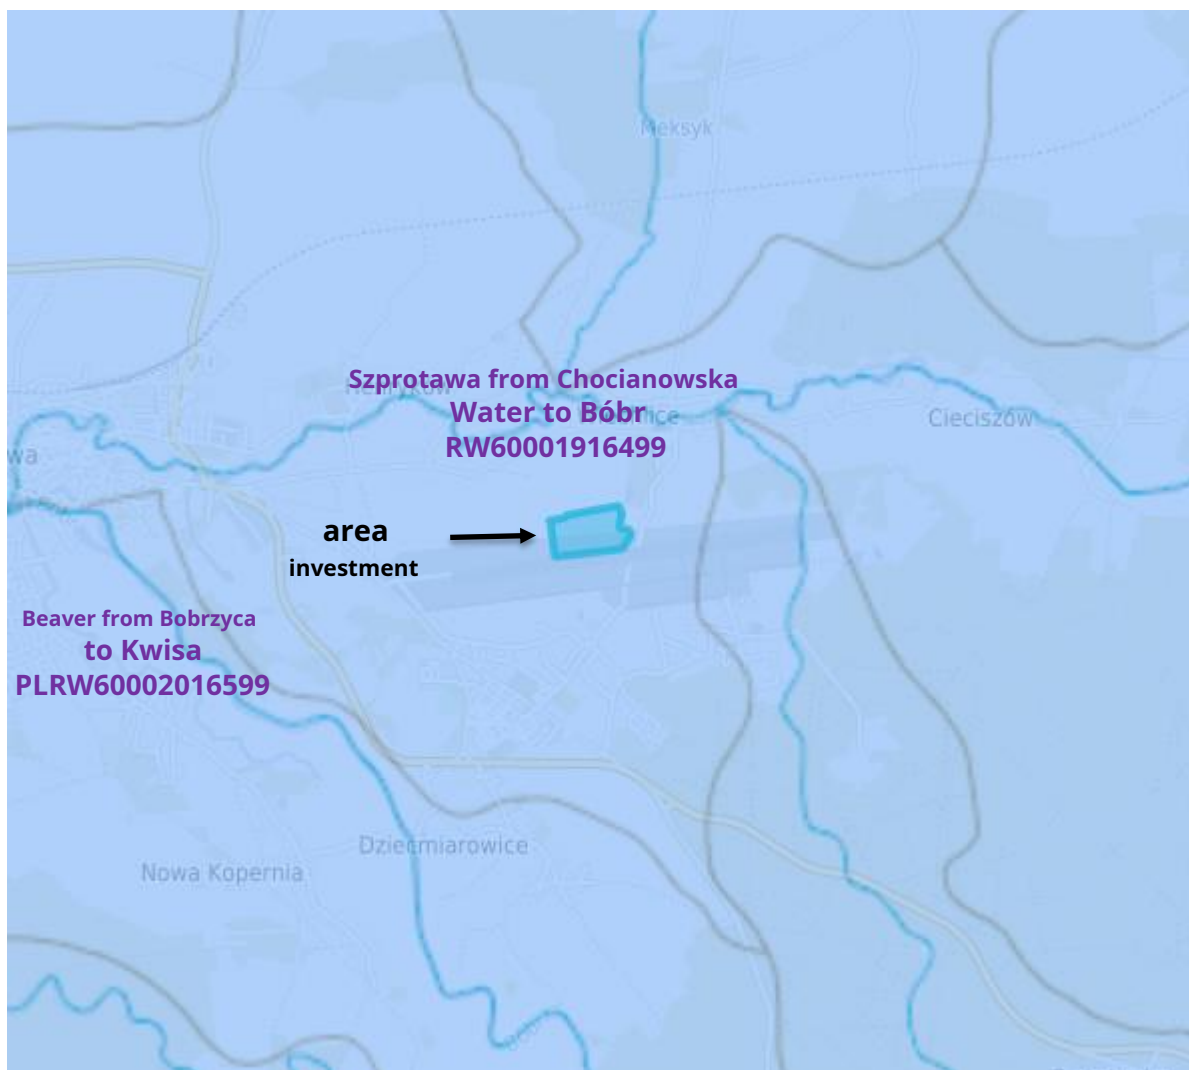 Meksyk
Szprotawa from Chocianowska
Henryków
Water to Bóbr
Cieciszów
RW60001916499
wa
area
investment
Beaver from Bobrzyca
to Kwisa
PLRW60002016599
Dziećmiarowice
Nowa Kopernia